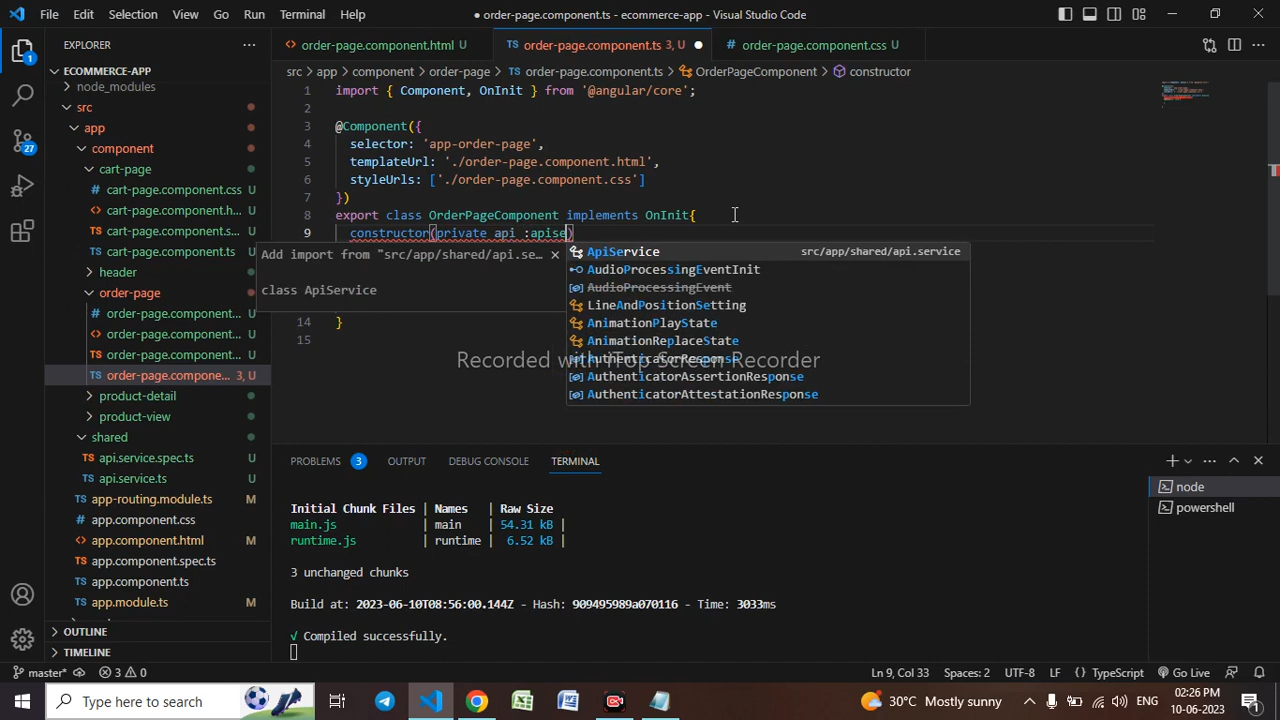 File Edit Selection View Go Run Terminal Help
● order-page.component.ts - ecommerce-app - Visual Studio Code
EXPLORER
ECOMMERCE-APP
node_modules
src
app
component
cart-page
# cart-page.component.css U
<> cart-page.component.h... U
TS cart-page.component.s... U
TS cart-page.component.ts U
header
order-page
# order-page.component.... U
<> order-page.component.... U
TS order-page.component.... U
TS order-page.compone... 3, U
product-detail
product-view
shared
TS api.service.spec.ts U
TS api.service.ts U
TS app-routing.module.ts M
# app.component.css
<> app.component.html M
TS app.component.spec.ts
TS app.component.ts
TS app.module.ts M
OUTLINE
TIMELINE
<> order-page.component.html U
TS order-page.component.ts 3, U ●
# order-page.component.css U
src > app > component > order-page > TS order-page.component.ts > OrderPageComponent > constructor
1 import { Component, OnInit } from '@angular/core';
2
3 @Component({
4 selector: 'app-order-page',
5 templateUrl: './order-page.component.html',
6 styleUrls: ['./order-page.component.css']
7 })
8 export class OrderPageComponent implements OnInit{
9 constructor(private api :apise)
Add import from "src/app/shared/api.se... ×
class ApiService
ApiService src/app/shared/api.service
AudioProcessingEventInit
AudioProcessingEvent
LineAndPositionSetting
AnimationPlayState
AnimationReplaceState
AuthenticatorResponse
AuthenticatorAssertionResponse
AuthenticatorAttestationResponse
14 }
15
Recorded with iTop Screen Recorder
PROBLEMS 3 OUTPUT DEBUG CONSOLE TERMINAL
Initial Chunk Files | Names | Raw Size
main.js | main | 54.31 kB |
runtime.js | runtime | 6.52 kB |
3 unchanged chunks
Build at: 2023-06-10T08:56:00.144Z - Hash: 909495989a070116 - Time: 3033ms
√ Compiled successfully.
node
powershell
1
27
master* 3 0 Ln 9, Col 33 Spaces: 2 UTF-8 LF {} TypeScript Go Live
Type here to search
30°C Mostly sunny
ENG
02:26 PM
10-06-2023
1